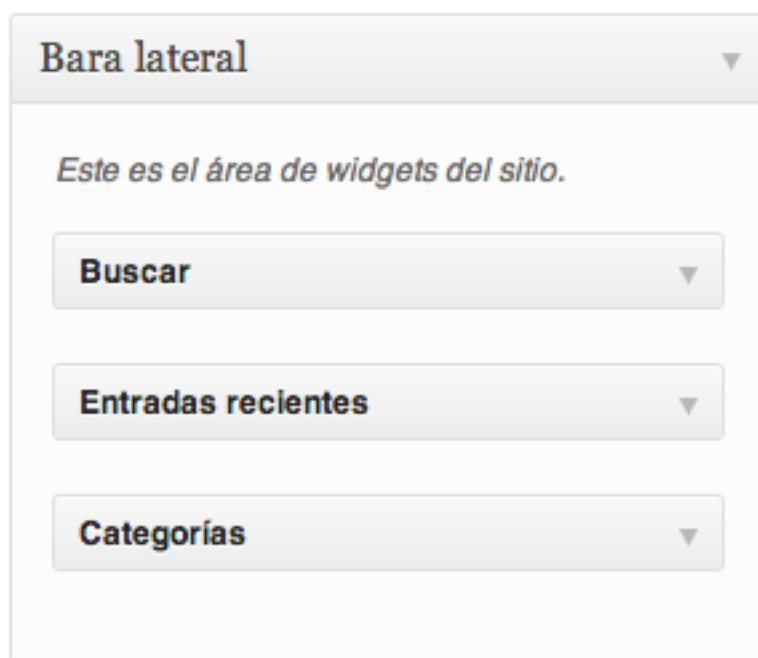 Bara lateral
Este es el área de widgets del sitio.
Buscar
Entradas recientes
Categorías